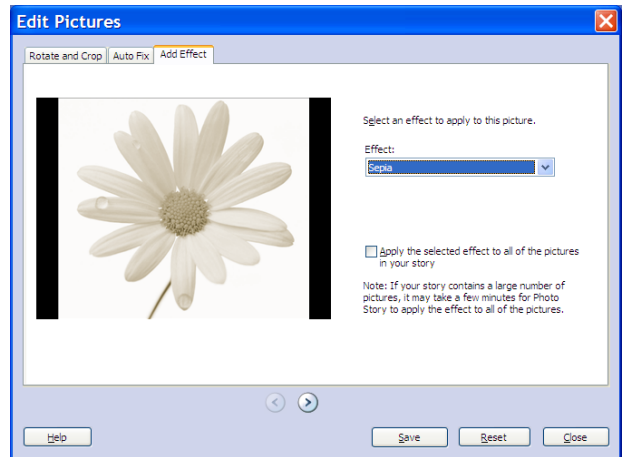 Edit Pictures
Rotate and Crop Auto Fix Add Effect
Select an effect to apply to this picture.
Effect:
Sepia
Apply the selected effect to all of the pictures
in your story
Note: If your story contains a large number of
pictures, it may take a few minutes for Photo
Story to apply the effect to all of the pictures.
Help Save Reset Close